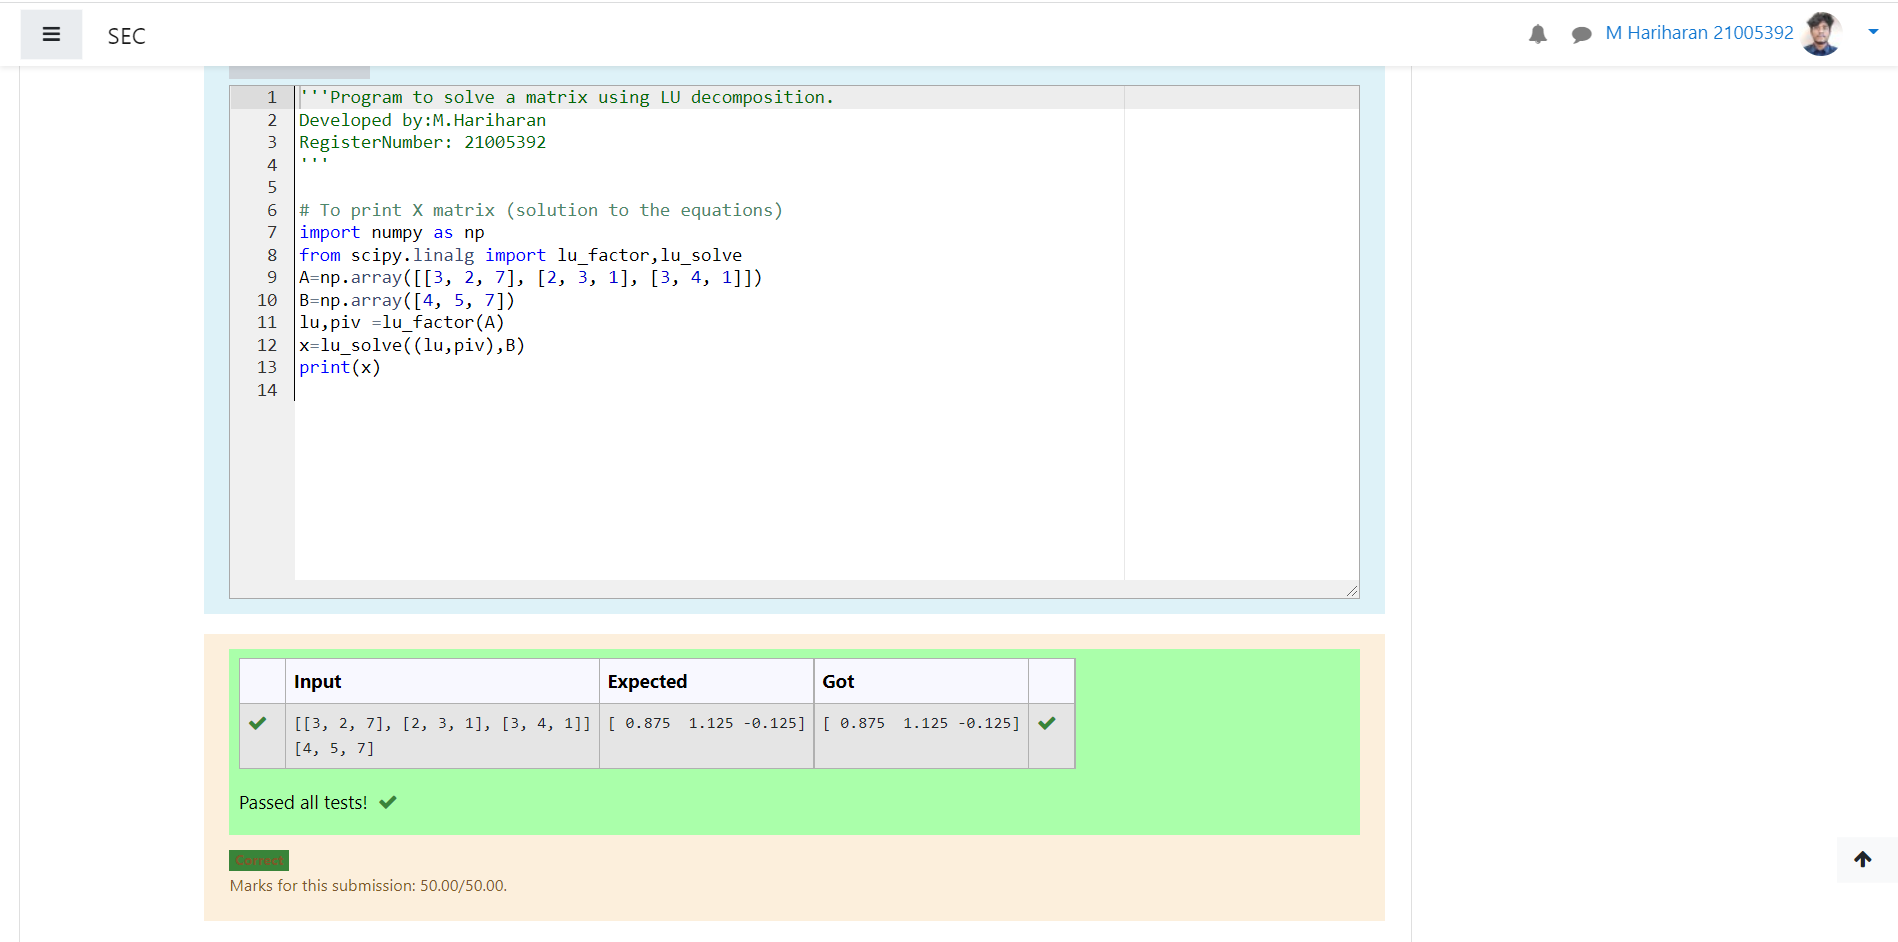 SEC
M Hariharan 21005392
1 '''Program to solve a matrix using LU decomposition.
2 Developed by:M.Hariharan
3 RegisterNumber: 21005392
4 '''
5
6 # To print X matrix (solution to the equations)
7 import numpy as np
8 from scipy.linalg import lu_factor,lu_solve
9 A=np.array([[3, 2, 7], [2, 3, 1], [3, 4, 1]])
10 B=np.array([4, 5, 7])
11 lu,piv =lu_factor(A)
12 x=lu_solve((lu,piv),B)
13 print(x)
14
Input Expected Got
[[3, 2, 7], [2, 3, 1], [3, 4, 1]] [ 0.875  1.125 -0.125] [ 0.875  1.125 -0.125]
[4, 5, 7]
Passed all tests!
Correct
Marks for this submission: 50.00/50.00.